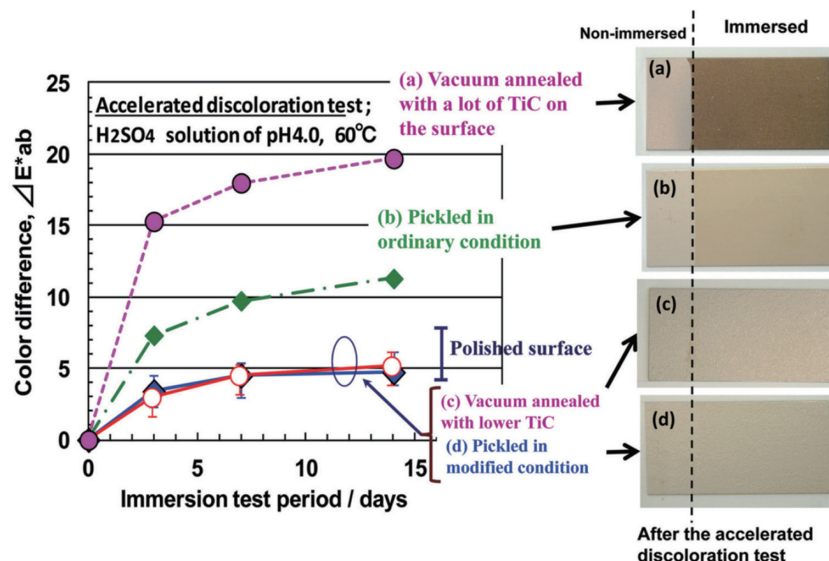 Non-immersed
Immersed
(a) Vacuum annealed
with a lot of TiC on
the surface
(a)
Accelerated discoloration test ;
H2SO4 solution of pH4.0, 60℃
(b) Pickled in
ordinary condition
(b)
Polished surface
(c)
(c) Vacuum annealed
with lower TiC
(d) Pickled in
modified condition
(d)
Color difference, ⊿E*ab
25
20
15
10
5
0
0
5
10
15
Immersion test period / days
After the accelerated
discoloration test